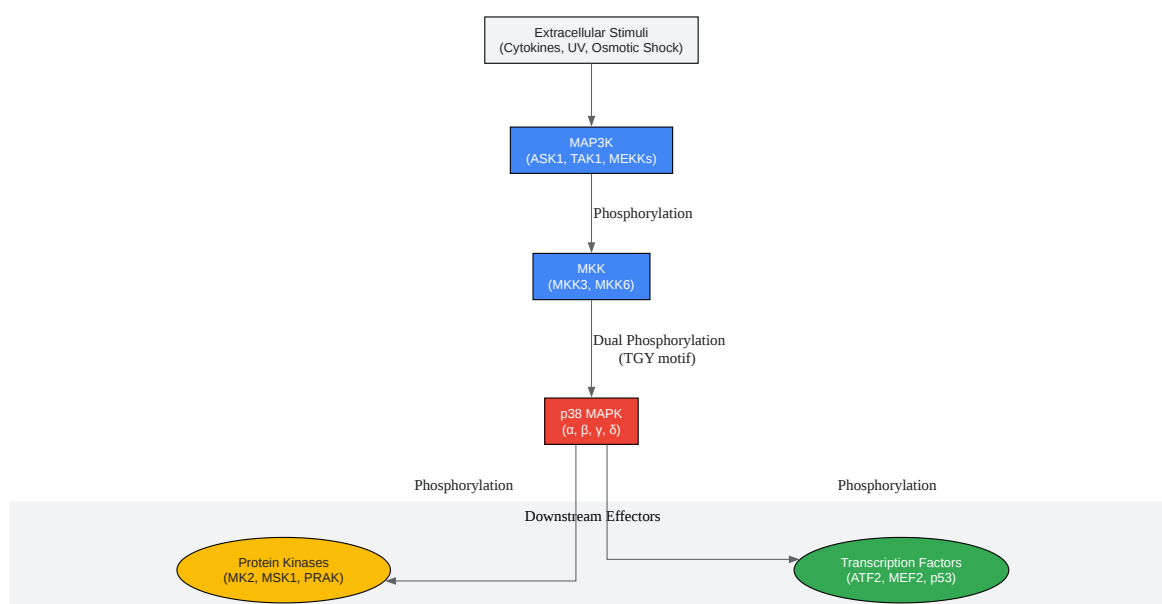 Extracellular Stimuli
(Cytokines, UV, Osmotic Shock)
MAP3K
(ASK1, TAK1, MEKKs)
Phosphorylation
MKK
(MKK3, MKK6)
Dual Phosphorylation
(TGY motif)
p38 MAPK
(α, β, γ, δ)
Phosphorylation
Phosphorylation
Downstream Effectors
Protein Kinases
(MK2, MSK1, PRAK)
Transcription Factors
(ATF2, MEF2, p53)